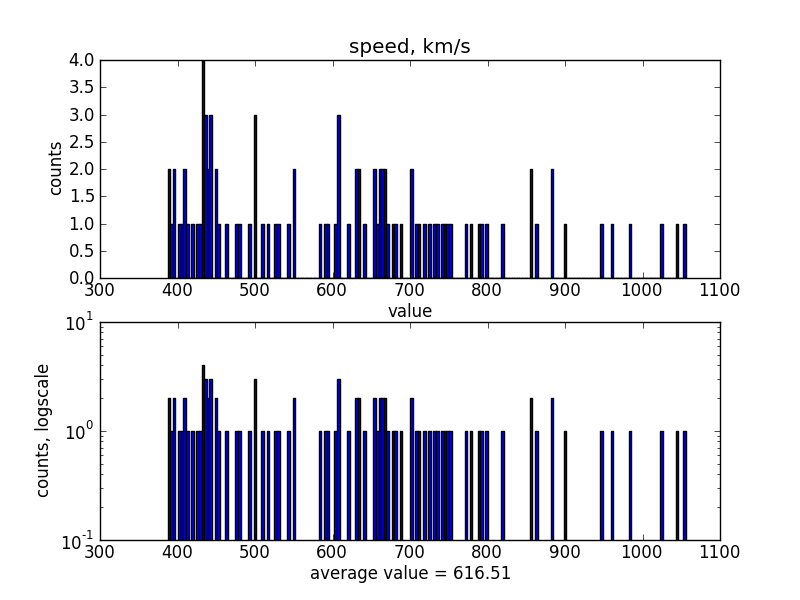 speed, km/s
4.0
3.5
3.0
2.5
2.0
1.5
1.0
0.5
0.0
counts
300 400 500 600 700 800 900 1000 1100
value
10^1
10^0
10^-1
counts, logscale
300 400 500 600 700 800 900 1000 1100
average value = 616.51